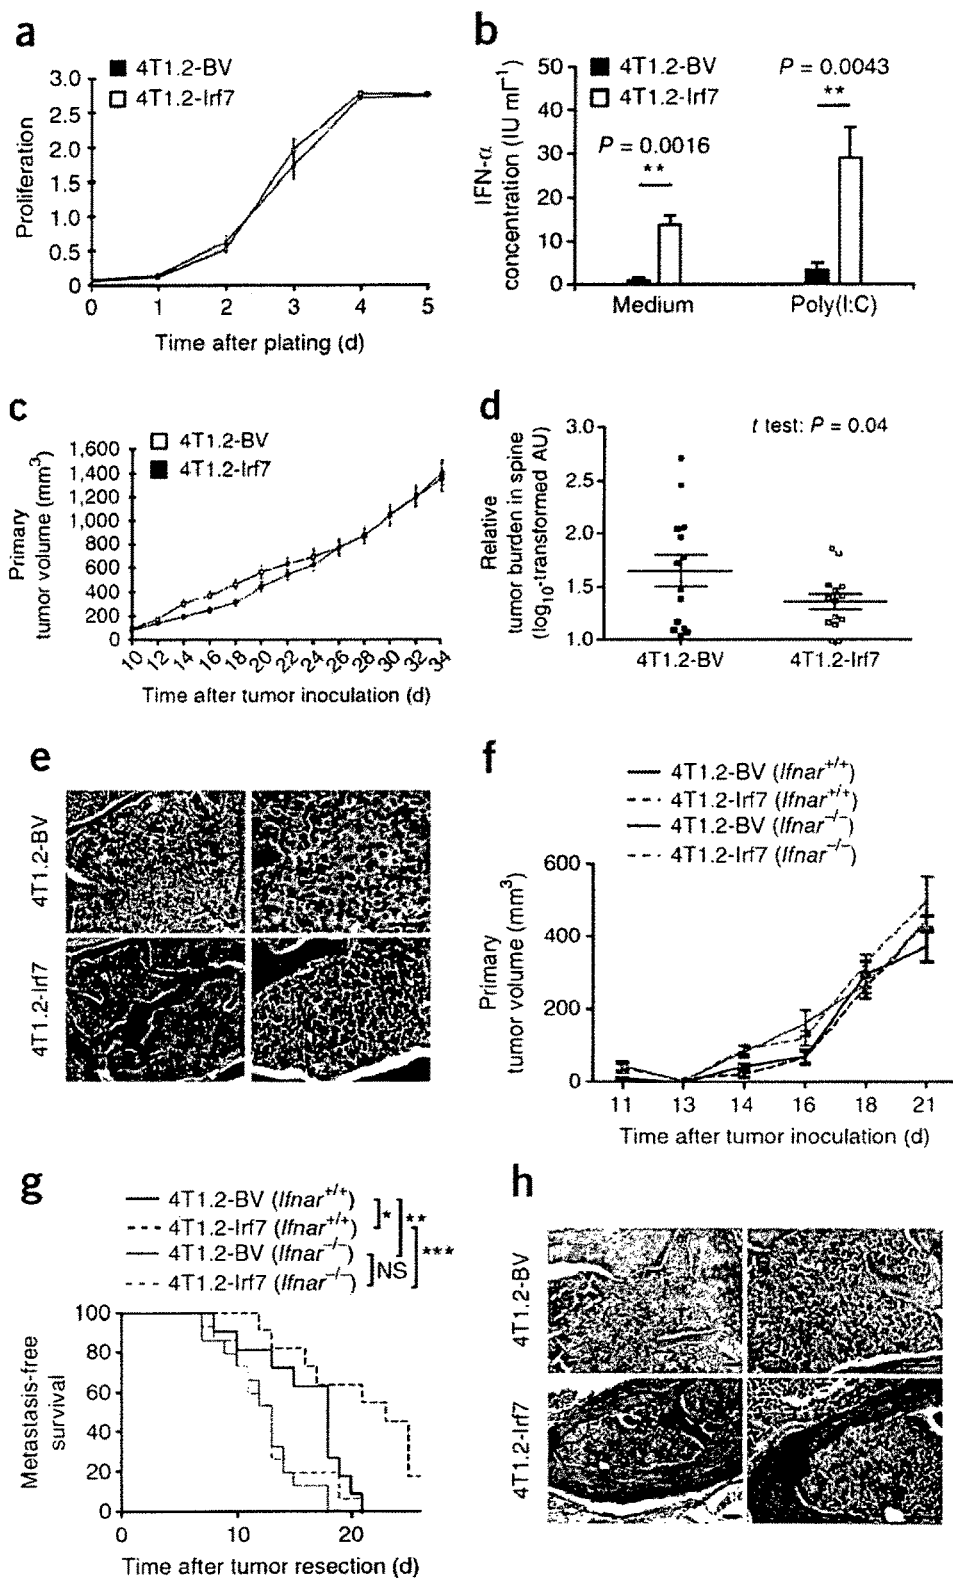 a
4T1.2-BV
4T1.2-Irf7
Proliferation
3.0
2.5
2.0
1.5
1.0
0.5
0
0 1 2 3 4 5
Time after plating (d)
b
4T1.2-BV
4T1.2-Irf7
IFN-α
concentration (IU ml⁻¹)
50
40
30
20
10
0
P = 0.0016
**
P = 0.0043
**
Medium Poly(I:C)
c
4T1.2-BV
4T1.2-Irf7
Primary
tumor volume (mm³)
1,600
1,400
1,200
1,000
800
600
400
200
0
10 12 14 16 18 20 22 24 26 28 30 32 34
Time after tumor inoculation (d)
d
t test: P = 0.04
Relative
tumor burden in spine
(log₁₀-transformed AU)
3.0
2.5
2.0
1.5
1.0
4T1.2-BV 4T1.2-Irf7
e
4T1.2-BV
4T1.2-Irf7
f
4T1.2-BV (Ifnar⁺/⁺)
4T1.2-Irf7 (Ifnar⁺/⁺)
4T1.2-BV (Ifnar⁻/⁻)
4T1.2-Irf7 (Ifnar⁻/⁻)
Primary
tumor volume (mm³)
600
400
200
0
11 13 14 16 18 21
Time after tumor inoculation (d)
g
4T1.2-BV (Ifnar⁺/⁺)
4T1.2-Irf7 (Ifnar⁺/⁺)
4T1.2-BV (Ifnar⁻/⁻)
4T1.2-Irf7 (Ifnar⁻/⁻)
*
**
NS
***
Metastasis-free
survival
100
80
60
40
20
0
0 10 20
Time after tumor resection (d)
h
4T1.2-BV
4T1.2-Irf7